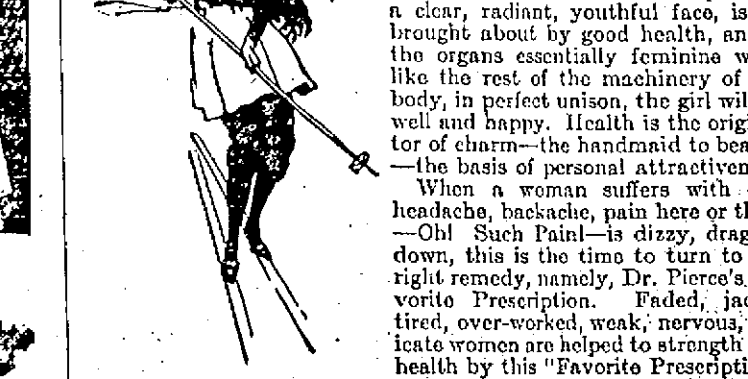 a clear, radiant, youthful face, is
brought about by good health, an
the organs essentially feminine w
like the rest of the machinery of
body, in perfect unison, the girl wil
well and happy. Health is the orig
tor of charm—the handmaid to bea
—the basis of personal attractiven
When a woman suffers with
headache, backache, pain here or th
—Oh! Such Pain!—is dizzy, drag
down, this is the time to turn to
right remedy, namely, Dr. Pierce's
vorite Prescription. Faded, jac
tired, over-worked, weak, nervous,
icate women are helped to strength
health by this "Favorite Prescripti